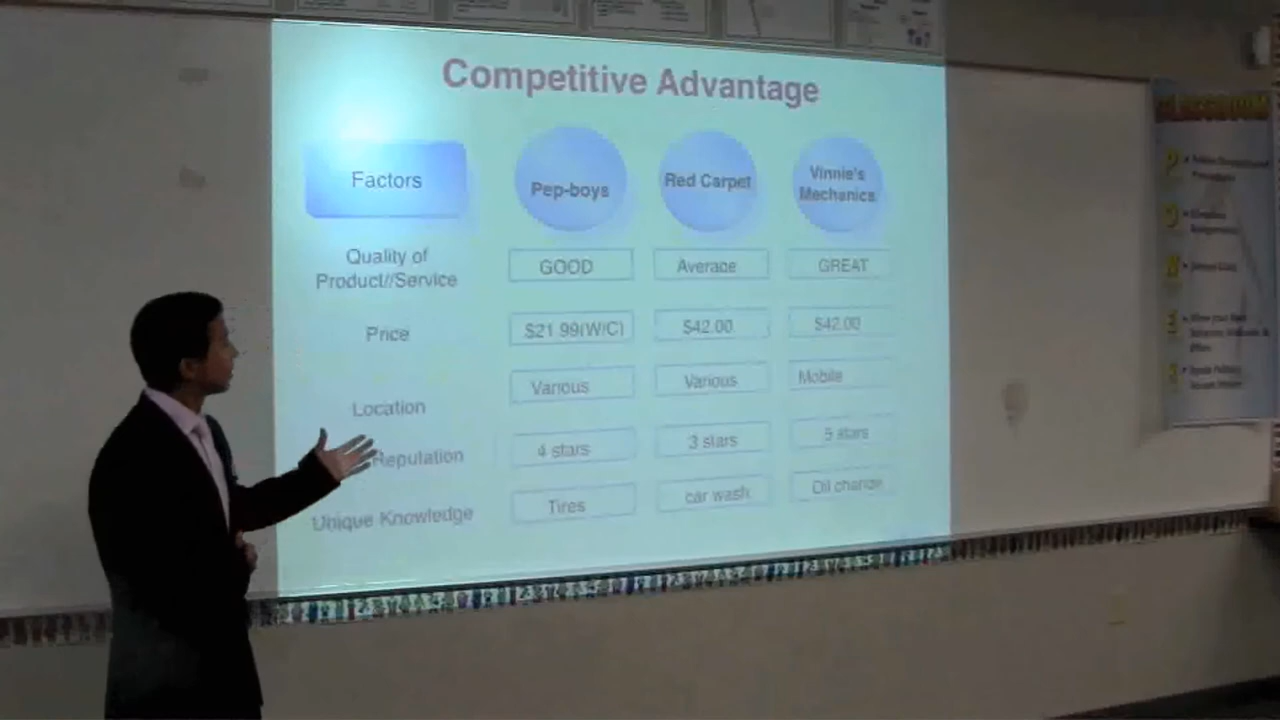 Competitive Advantage
Factors
Pep-boys
Red Carpet
Vinnie's
Mechanics
Quality of
Product//Service
GOOD
Average
GREAT
Price
$21.99(W/C)
$42.00
$42.00
Location
Various
Various
Mobile
Reputation
4 stars
3 stars
5 stars
Unique Knowledge
Tires
car wash
Oil change
CLASSROOM
P
O
N
E
S